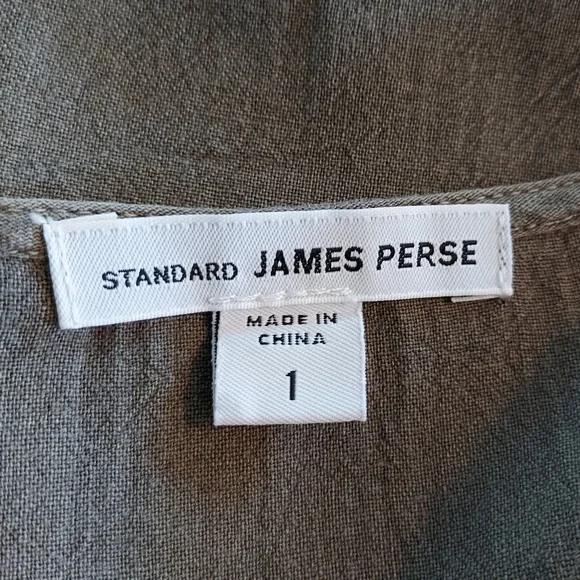 STANDARD JAMES PERSE
MADE IN
CHINA
1